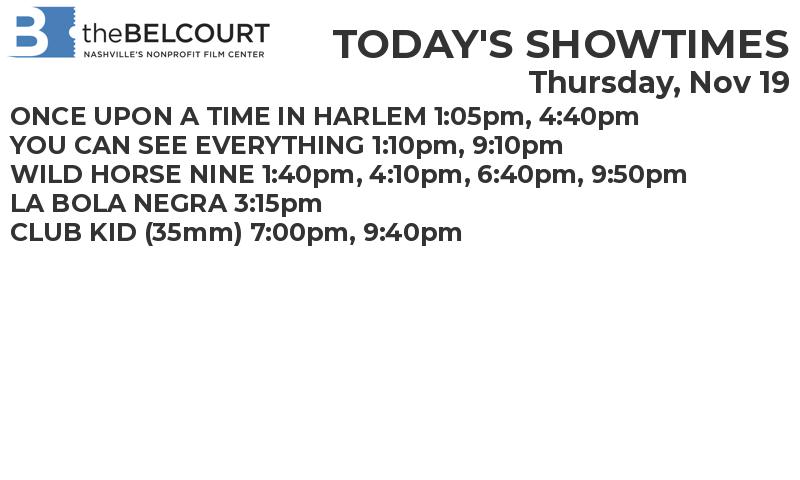 B theBELCOURT
NASHVILLE'S NONPROFIT FILM CENTER
TODAY'S SHOWTIMES
Thursday, Nov 19
ONCE UPON A TIME IN HARLEM 1:05pm, 4:40pm
YOU CAN SEE EVERYTHING 1:10pm, 9:10pm
WILD HORSE NINE 1:40pm, 4:10pm, 6:40pm, 9:50pm
LA BOLA NEGRA 3:15pm
CLUB KID (35mm) 7:00pm, 9:40pm